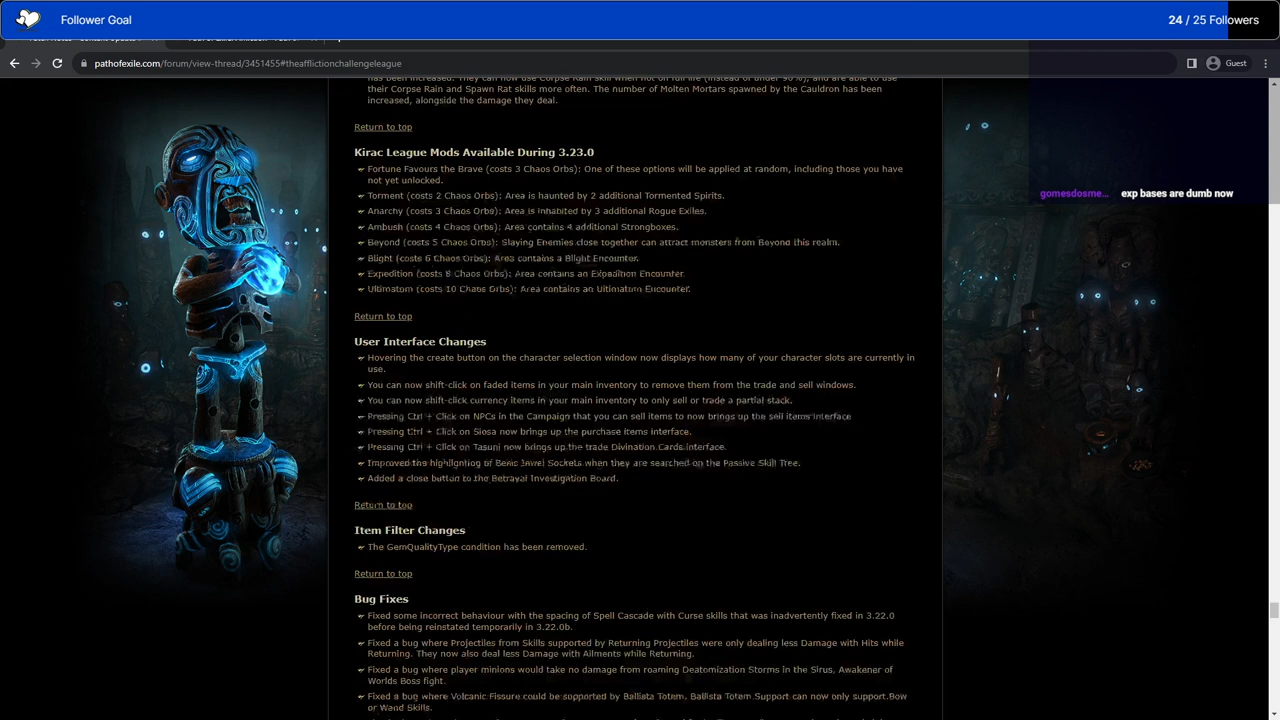 Follower Goal
24 / 25 Followers
pathofexile.com/forum/view-thread/3451455#theafflictionchallengeleague
Guest
has been increased. They can now use Corpse Rain skill when not on full life (instead of under 90%), and are able to use
their Corpse Rain and Spawn Rat skills more often. The number of Molten Mortars spawned by the Cauldron has been
increased, alongside the damage they deal.
Return to top
gomesdosme... exp bases are dumb now
Kirac League Mods Available During 3.23.0
Fortune Favours the Brave (costs 3 Chaos Orbs): One of these options will be applied at random, including those you have
not yet unlocked.
Torment (costs 2 Chaos Orbs): Area is haunted by 2 additional Tormented Spirits.
Anarchy (costs 3 Chaos Orbs): Area is inhabited by 3 additional Rogue Exiles.
Ambush (costs 4 Chaos Orbs): Area contains 4 additional Strongboxes.
Beyond (costs 5 Chaos Orbs): Slaying Enemies close together can attract monsters from Beyond this realm.
Blight (costs 6 Chaos Orbs): Area contains a Blight Encounter.
Expedition (costs 8 Chaos Orbs): Area contains an Expedition Encounter.
Ultimatum (costs 10 Chaos Orbs): Area contains an Ultimatum Encounter.
Return to top
User Interface Changes
Hovering the create button on the character selection window now displays how many of your character slots are currently in
use.
You can now shift-click on faded items in your main inventory to remove them from the trade and sell windows.
You can now shift-click currency items in your main inventory to only sell or trade a partial stack.
Pressing Ctrl + Click on NPCs in the Campaign that you can sell items to now brings up the sell items interface
Pressing Ctrl + Click on Siosa now brings up the purchase items interface.
Pressing Ctrl + Click on Tasuni now brings up the trade Divination Cards interface.
Improved the highlighting of Basic Jewel Sockets when they are searched on the Passive Skill Tree.
Added a close button to the Betrayal Investigation Board.
Return to top
Item Filter Changes
The GemQualityType condition has been removed.
Return to top
Bug Fixes
Fixed some incorrect behaviour with the spacing of Spell Cascade with Curse skills that was inadvertently fixed in 3.22.0
before being reinstated temporarily in 3.22.0b.
Fixed a bug where Projectiles from Skills supported by Returning Projectiles were only dealing less Damage with Hits while
Returning. They now also deal less Damage with Ailments while Returning.
Fixed a bug where player minions would take no damage from roaming Deatomization Storms in the Sirus, Awakener of
Worlds Boss fight.
Fixed a bug where Volcanic Fissure could be supported by Ballista Totem. Ballista Totem Support can now only support Bow
or Wand Skills.